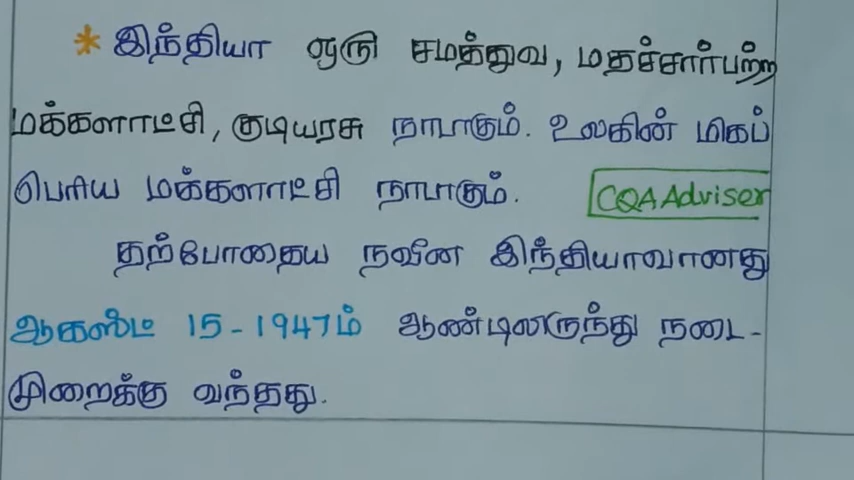 * இந்தியா ஒரு சமத்துவ, மதச்சார்பற்ற
மக்களாட்சி, குடியரசு நாடாகும். உலகின் மிகப்
பெரிய மக்களாட்சி நாடாகும். CQA Adviser
தற்போதைய நவீன இந்தியாவானது
ஆகஸ்ட் 15 - 1947ம் ஆண்டிலிருந்து நடை-
முறைக்கு வந்தது.